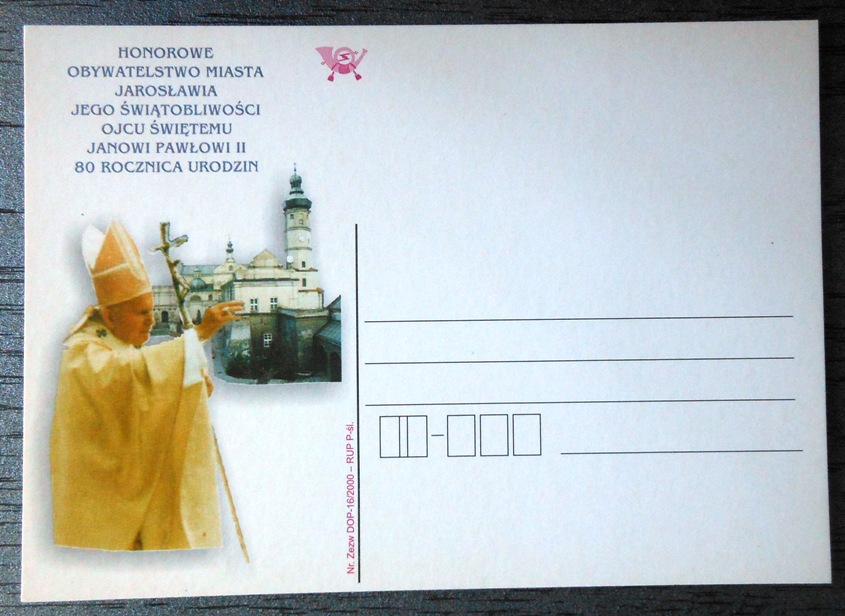 HONOROWE
OBYWATELSTWO MIASTA
JAROSŁAWIA
JEGO ŚWIĄTOBLIWOŚCI
OJCU ŚWIĘTEMU
JANOWI PAWŁOWI II
80 ROCZNICA URODZIN
Nr. Zezw DOP-16/2000 – RUP P-śl.